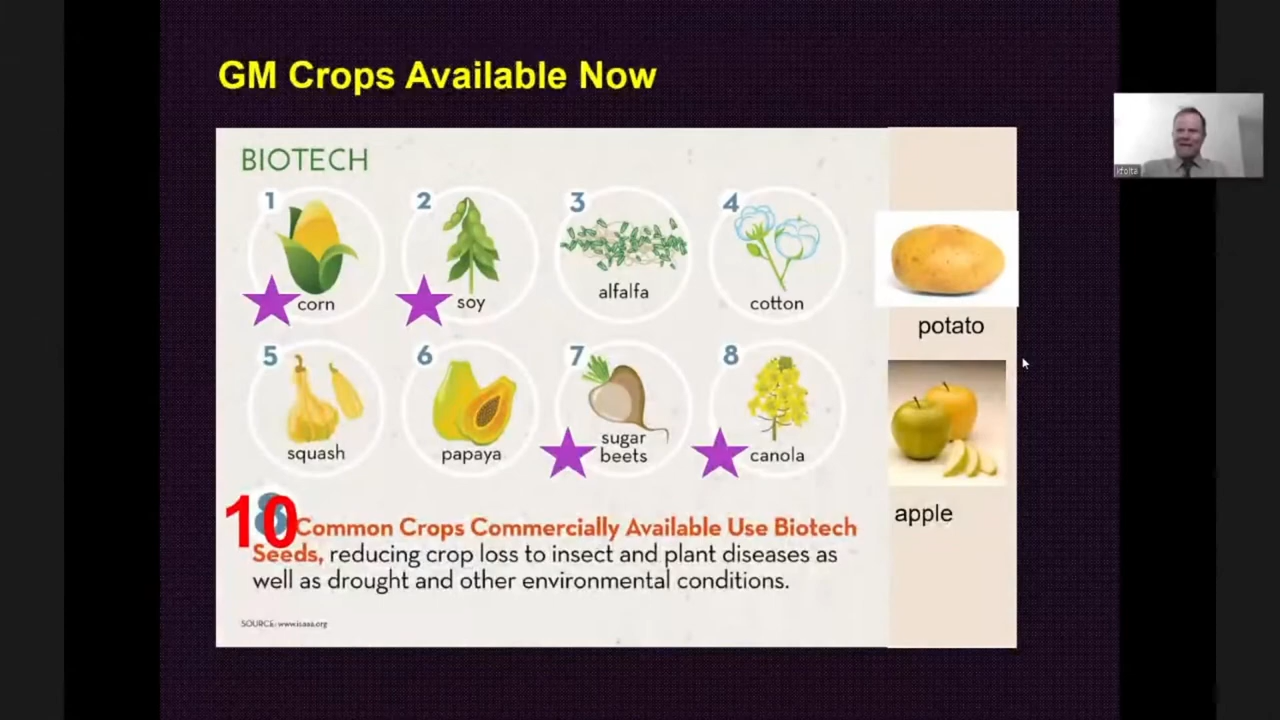 GM Crops Available Now
BIOTECH
1
2
3
4
corn
soy
alfalfa
cotton
potato
5
6
7
8
squash
papaya
sugar
beets
canola
apple
10
8
Common Crops Commercially Available Use Biotech
Seeds, reducing crop loss to insect and plant diseases as
well as drought and other environmental conditions.
SOURCE: www.isaaa.org
kfolta